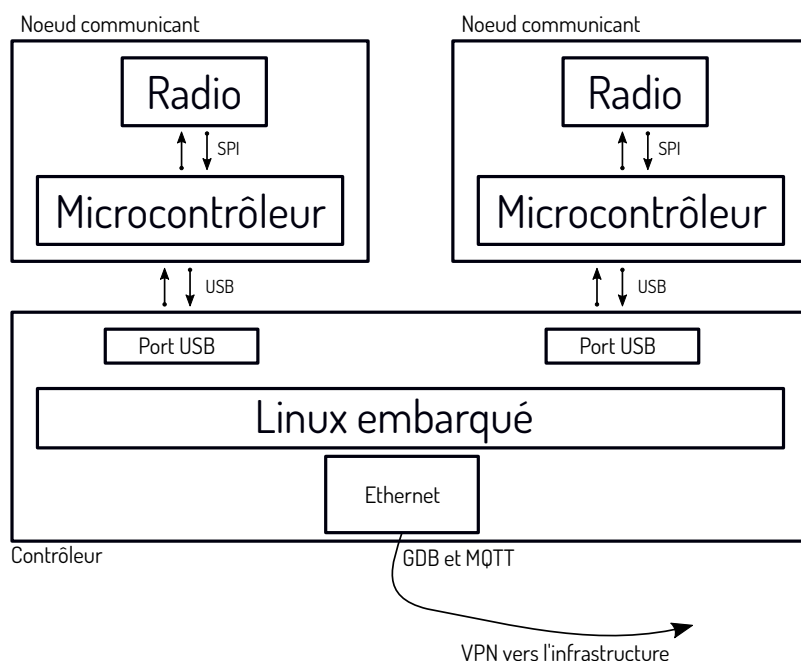 Noeud communicant
Noeud communicant
Radio
Radio
SPI
SPI
Microcontrôleur
Microcontrôleur
USB
USB
Port USB
Port USB
Linux embarqué
Ethernet
Contrôleur
GDB et MQTT
VPN vers l'infrastructure